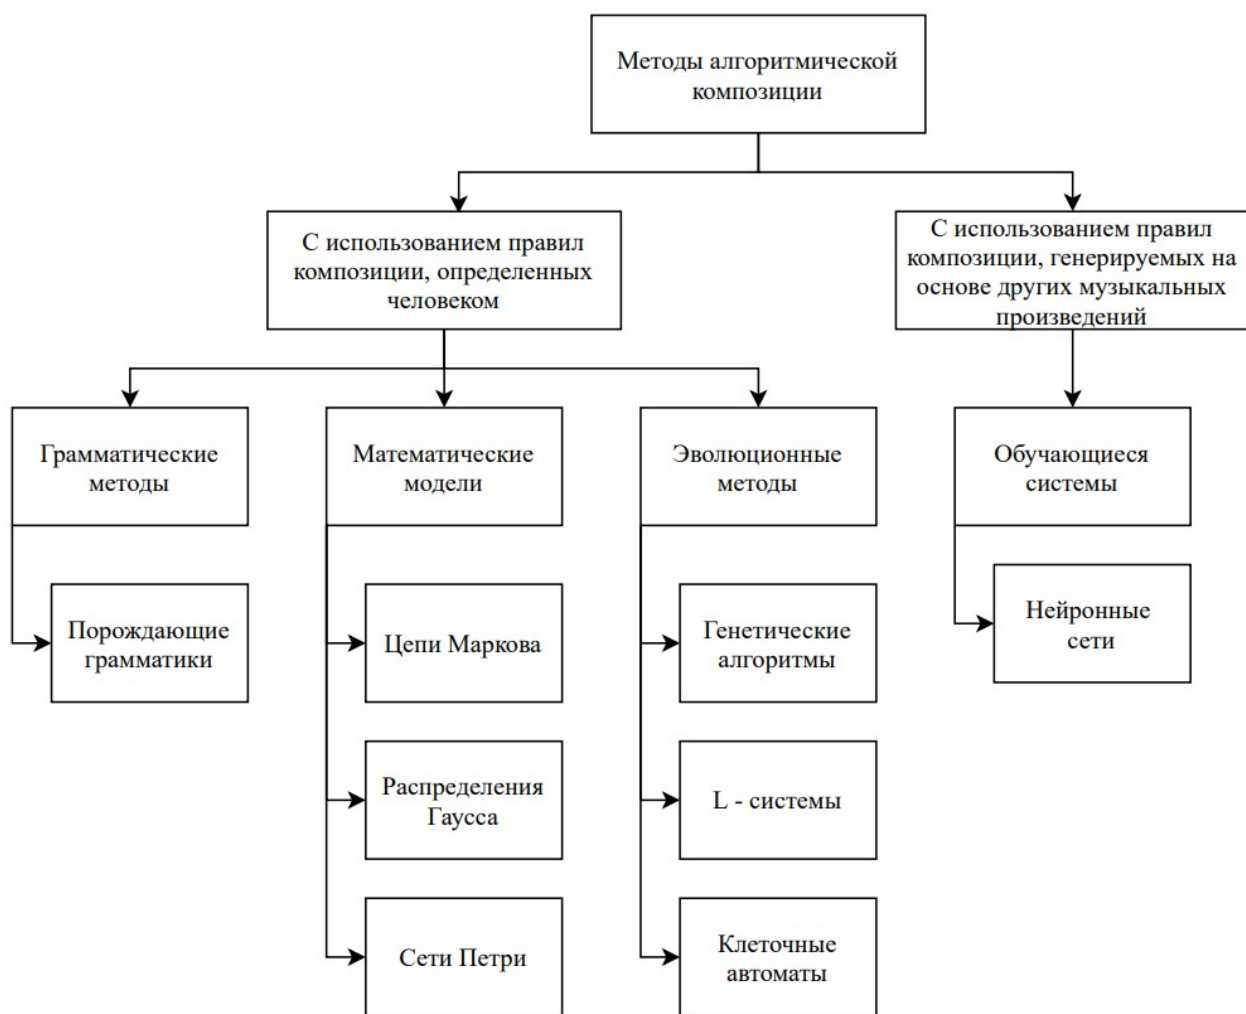 Методы алгоритмической
композиции
С использованием правил
композиции, определенных
человеком
С использованием правил
композиции, генерируемых на
основе других музыкальных
произведений
Грамматические
методы
Математические
модели
Эволюционные
методы
Обучающиеся
системы
Порождающие
грамматики
Цепи Маркова
Генетические
алгоритмы
Нейронные
сети
Распределения
Гаусса
L - системы
Сети Петри
Клеточные
автоматы